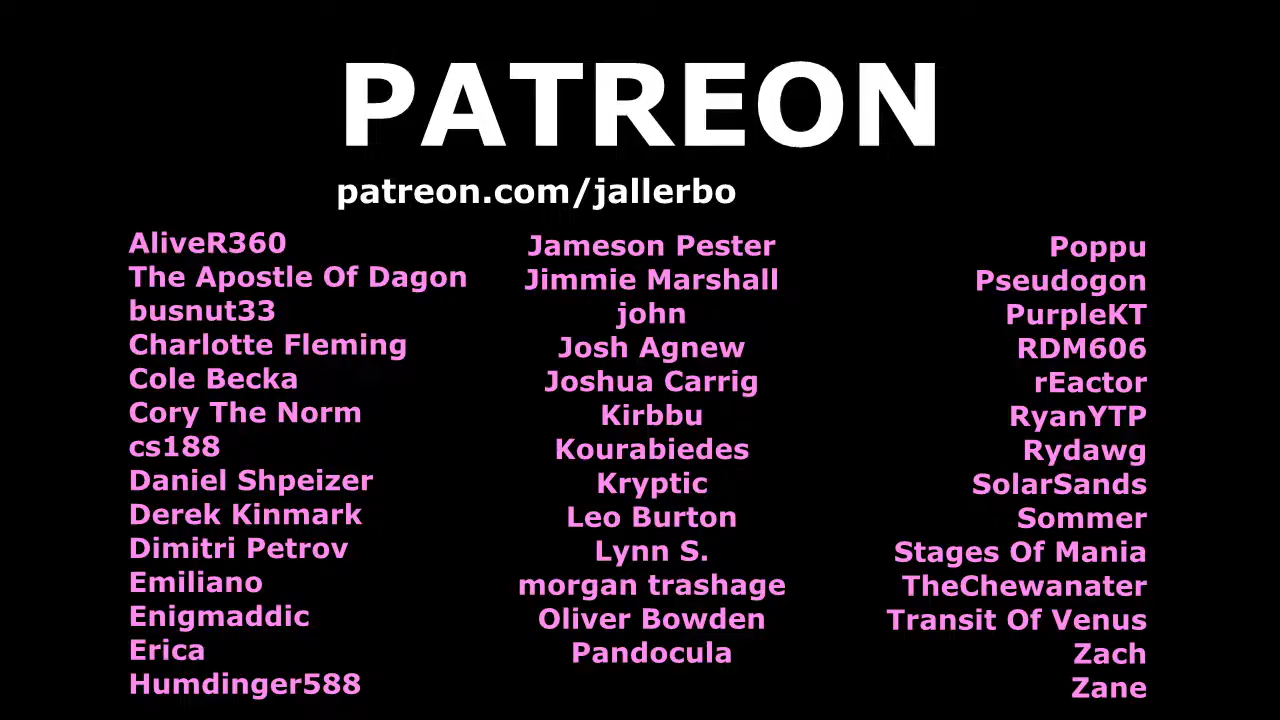 PATREON
patreon.com/jallerbo
AliveR360
The Apostle Of Dagon
busnut33
Charlotte Fleming
Cole Becka
Cory The Norm
cs188
Daniel Shpeizer
Derek Kinmark
Dimitri Petrov
Emiliano
Enigmaddic
Erica
Humdinger588
Jameson Pester
Jimmie Marshall
john
Josh Agnew
Joshua Carrig
Kirbbu
Kourabiedes
Kryptic
Leo Burton
Lynn S.
morgan trashage
Oliver Bowden
Pandocula
Poppu
Pseudogon
PurpleKT
RDM606
rEactor
RyanYTP
Rydawg
SolarSands
Sommer
Stages Of Mania
TheChewanater
Transit Of Venus
Zach
Zane